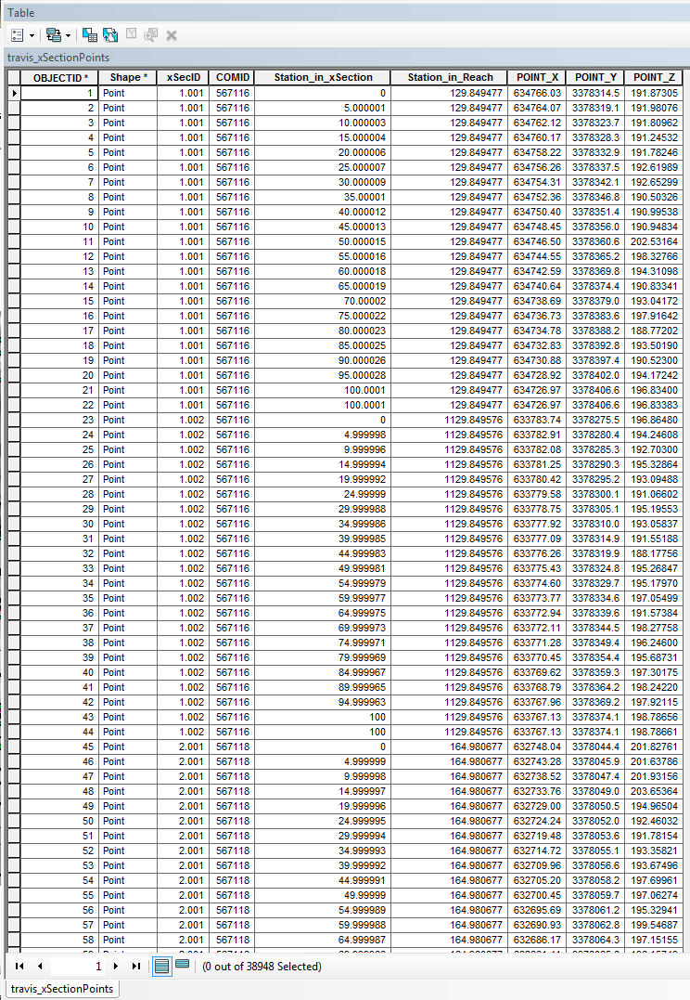 Table
travis_xSectionPoints
OBJECTID * Shape * xSecID COMID Station_in_xSection Station_in_Reach POINT_X POINT_Y POINT_Z
1 Point 1.001 567116 0 129.849477 634766.03 3378314.5 191.87305
2 Point 1.001 567116 5.000001 129.849477 634764.07 3378319.1 191.98076
3 Point 1.001 567116 10.000003 129.849477 634762.12 3378323.7 191.80962
4 Point 1.001 567116 15.000004 129.849477 634760.17 3378328.3 191.24532
5 Point 1.001 567116 20.000006 129.849477 634758.22 3378332.9 191.78246
6 Point 1.001 567116 25.000007 129.849477 634756.26 3378337.5 192.61989
7 Point 1.001 567116 30.000009 129.849477 634754.31 3378342.1 192.65299
8 Point 1.001 567116 35.00001 129.849477 634752.36 3378346.8 190.50326
9 Point 1.001 567116 40.000012 129.849477 634750.40 3378351.4 190.99538
10 Point 1.001 567116 45.000013 129.849477 634748.45 3378356.0 190.94834
11 Point 1.001 567116 50.000015 129.849477 634746.50 3378360.6 202.53164
12 Point 1.001 567116 55.000016 129.849477 634744.55 3378365.2 198.32766
13 Point 1.001 567116 60.000018 129.849477 634742.59 3378369.8 194.31098
14 Point 1.001 567116 65.000019 129.849477 634740.64 3378374.4 190.83341
15 Point 1.001 567116 70.00002 129.849477 634738.69 3378379.0 193.04172
16 Point 1.001 567116 75.000022 129.849477 634736.73 3378383.6 197.91642
17 Point 1.001 567116 80.000023 129.849477 634734.78 3378388.2 188.77202
18 Point 1.001 567116 85.000025 129.849477 634732.83 3378392.8 193.50190
19 Point 1.001 567116 90.000026 129.849477 634730.88 3378397.4 190.52300
20 Point 1.001 567116 95.000028 129.849477 634728.92 3378402.0 194.17242
21 Point 1.001 567116 100.0001 129.849477 634726.97 3378406.6 196.83400
22 Point 1.001 567116 100.0001 129.849477 634726.97 3378406.6 196.83383
23 Point 1.002 567116 0 1129.849576 633783.74 3378275.5 196.86480
24 Point 1.002 567116 4.999998 1129.849576 633782.91 3378280.4 194.24608
25 Point 1.002 567116 9.999996 1129.849576 633782.08 3378285.3 192.70300
26 Point 1.002 567116 14.999994 1129.849576 633781.25 3378290.3 195.32864
27 Point 1.002 567116 19.999992 1129.849576 633780.42 3378295.2 193.09488
28 Point 1.002 567116 24.99999 1129.849576 633779.58 3378300.1 191.06602
29 Point 1.002 567116 29.999988 1129.849576 633778.75 3378305.1 195.19553
30 Point 1.002 567116 34.999986 1129.849576 633777.92 3378310.0 193.05837
31 Point 1.002 567116 39.999985 1129.849576 633777.09 3378314.9 191.55188
32 Point 1.002 567116 44.999983 1129.849576 633776.26 3378319.9 188.17756
33 Point 1.002 567116 49.999981 1129.849576 633775.43 3378324.8 195.26847
34 Point 1.002 567116 54.999979 1129.849576 633774.60 3378329.7 195.17970
35 Point 1.002 567116 59.999977 1129.849576 633773.77 3378334.6 197.05499
36 Point 1.002 567116 64.999975 1129.849576 633772.94 3378339.6 191.57384
37 Point 1.002 567116 69.999973 1129.849576 633772.11 3378344.5 198.27758
38 Point 1.002 567116 74.999971 1129.849576 633771.28 3378349.4 196.24600
39 Point 1.002 567116 79.999969 1129.849576 633770.45 3378354.4 195.68731
40 Point 1.002 567116 84.999967 1129.849576 633769.62 3378359.3 197.30175
41 Point 1.002 567116 89.999965 1129.849576 633768.79 3378364.2 198.24220
42 Point 1.002 567116 94.999963 1129.849576 633767.96 3378369.2 197.92115
43 Point 1.002 567116 100 1129.849576 633767.13 3378374.1 198.78656
44 Point 1.002 567116 100 1129.849576 633767.13 3378374.1 198.78661
45 Point 2.001 567118 0 164.980677 632748.04 3378044.4 201.82761
46 Point 2.001 567118 4.999999 164.980677 632743.28 3378045.9 201.63786
47 Point 2.001 567118 9.999998 164.980677 632738.52 3378047.4 201.93156
48 Point 2.001 567118 14.999997 164.980677 632733.76 3378049.0 203.65364
49 Point 2.001 567118 19.999996 164.980677 632729.00 3378050.5 194.96504
50 Point 2.001 567118 24.999995 164.980677 632724.24 3378052.0 192.46032
51 Point 2.001 567118 29.999994 164.980677 632719.48 3378053.6 191.78154
52 Point 2.001 567118 34.999993 164.980677 632714.72 3378055.1 193.35821
53 Point 2.001 567118 39.999992 164.980677 632709.96 3378056.6 193.67496
54 Point 2.001 567118 44.999991 164.980677 632705.20 3378058.2 197.69961
55 Point 2.001 567118 49.99999 164.980677 632700.45 3378059.7 197.06274
56 Point 2.001 567118 54.999989 164.980677 632695.69 3378061.2 195.32941
57 Point 2.001 567118 59.999988 164.980677 632690.93 3378062.8 199.54687
58 Point 2.001 567118 64.999987 164.980677 632686.17 3378064.3 197.15155
1 (0 out of 38948 Selected)
travis_xSectionPoints